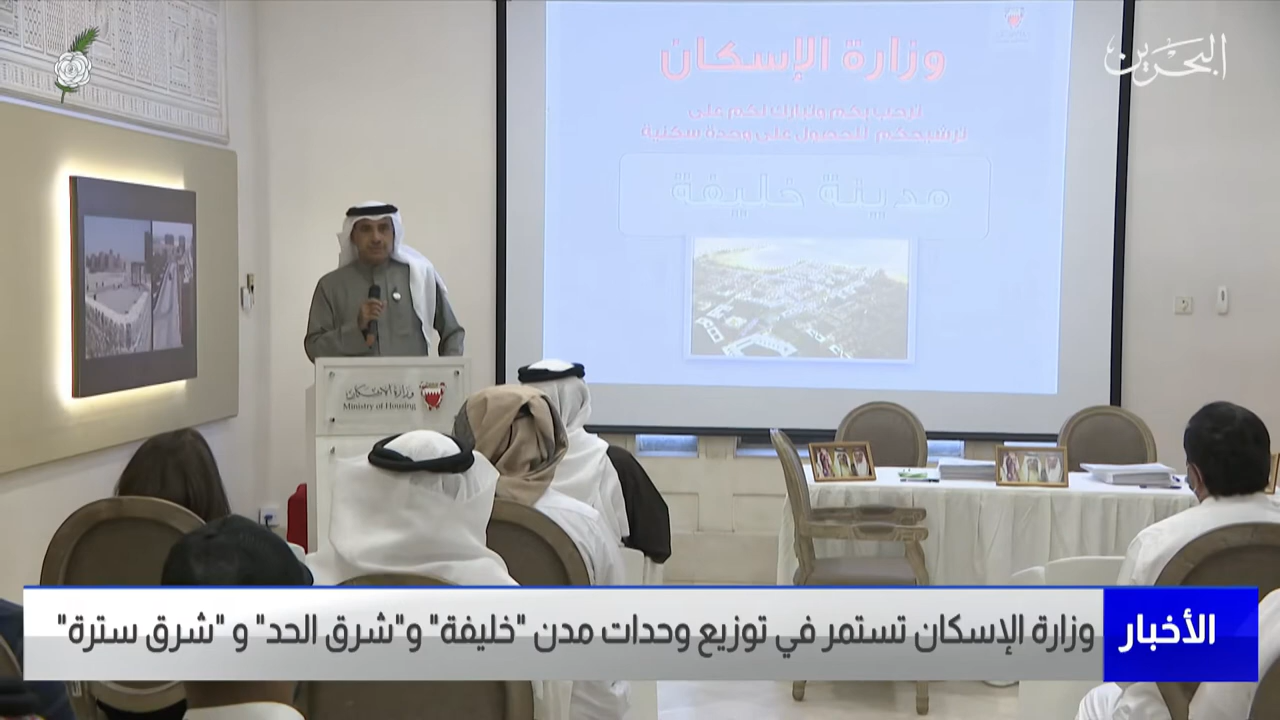 البحرين
وزارة الإسكان
نرحب بكم ونبارك لكم على
ترشيحكم للحصول على وحدة سكنية
مدينة خليفة
وزارة الإسكان
Ministry of Housing
الأخبار
وزارة الإسكان تستمر في توزيع وحدات مدن "خليفة" و"شرق الحد" و "شرق سترة"